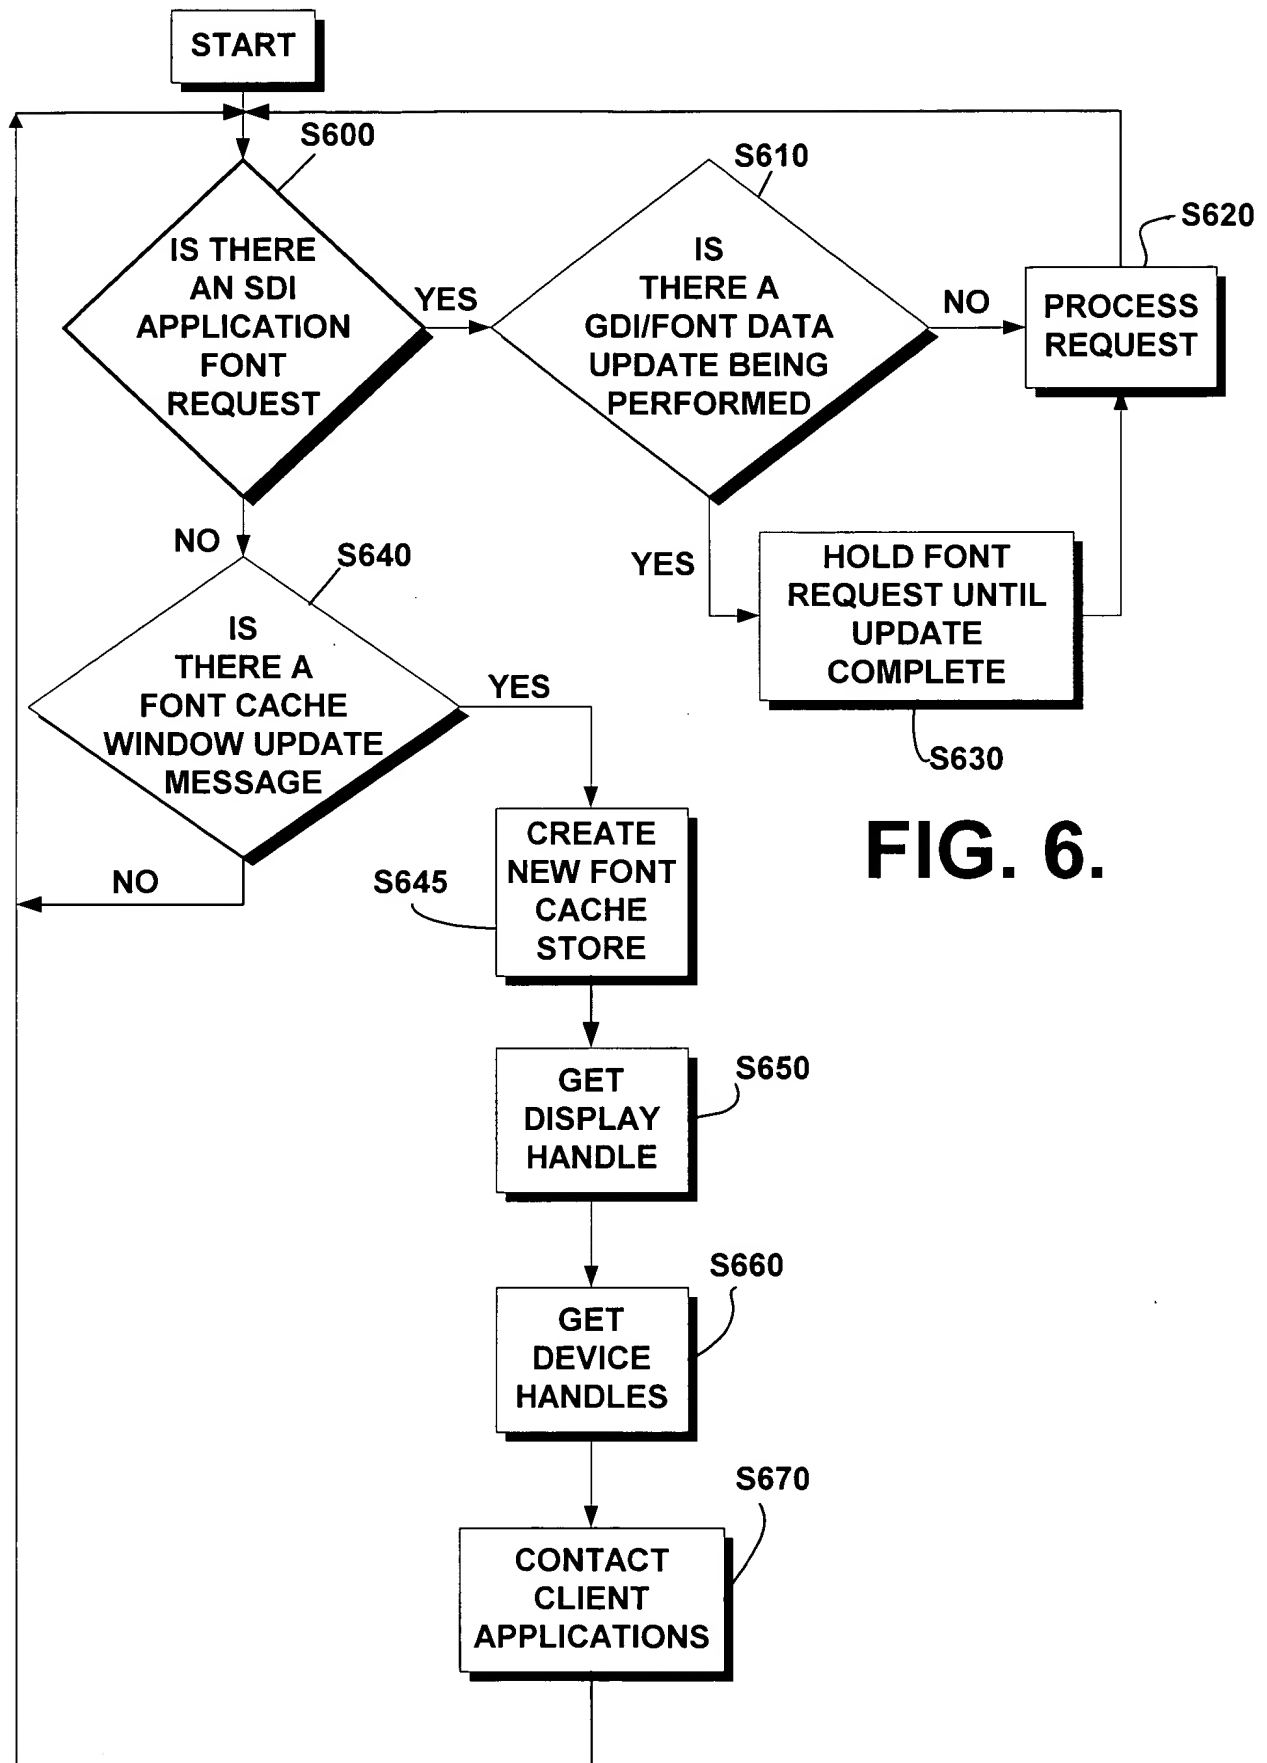 START
S600
IS THERE
AN SDI
APPLICATION
FONT
REQUEST
YES
S610
IS
THERE A
GDI/FONT DATA
UPDATE BEING
PERFORMED
NO
S620
PROCESS
REQUEST
YES
HOLD FONT
REQUEST UNTIL
UPDATE
COMPLETE
S630
NO
S640
IS
THERE A
FONT CACHE
WINDOW UPDATE
MESSAGE
YES
NO
S645
CREATE
NEW FONT
CACHE
STORE
FIG. 6.
S650
GET
DISPLAY
HANDLE
S660
GET
DEVICE
HANDLES
S670
CONTACT
CLIENT
APPLICATIONS